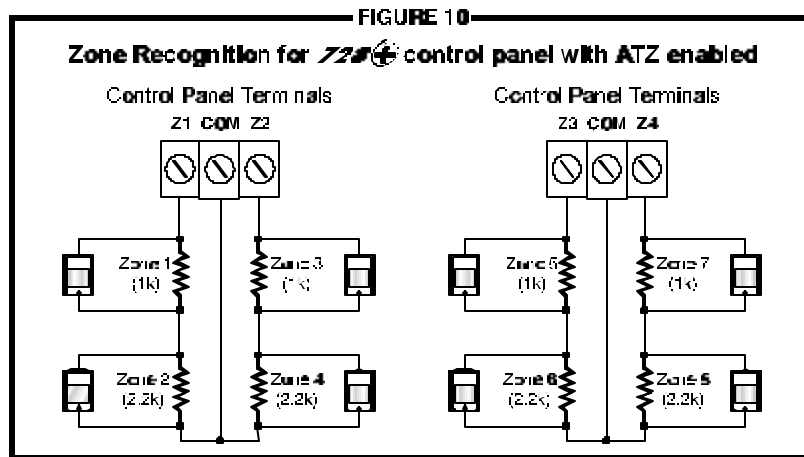 FIGURE 10
Zone Recognition for control panel with ATZ enabled
Control Panel Terminals
Z1 COM Z2
Zone 1
(1k)
Zone 3
(1k)
Zone 2
(2.2k)
Zone 4
(2.2k)
Control Panel Terminals
Z3 COM Z4
Zone 5
(1k)
Zone 7
(1k)
Zone 6
(2.2k)
Zone
(2.2k)